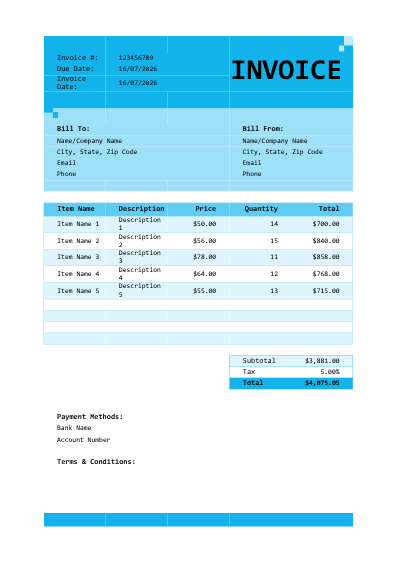 Invoice #: 123456789
Due Date: 16/07/2026
Invoice Date: 16/07/2026
INVOICE
Bill To: Bill From:
Name/Company Name Name/Company Name
City, State, Zip Code City, State, Zip Code
Email Email
Phone Phone
Item Name Description Price Quantity Total
Item Name 1 Description 1 $50.00 14 $700.00
Item Name 2 Description 2 $56.00 15 $840.00
Item Name 3 Description 3 $78.00 11 $858.00
Item Name 4 Description 4 $64.00 12 $768.00
Item Name 5 Description 5 $55.00 13 $715.00
Subtotal $3,881.00
Tax 5.00%
Total $4,075.05
Payment Methods:
Bank Name
Account Number
Terms & Conditions: